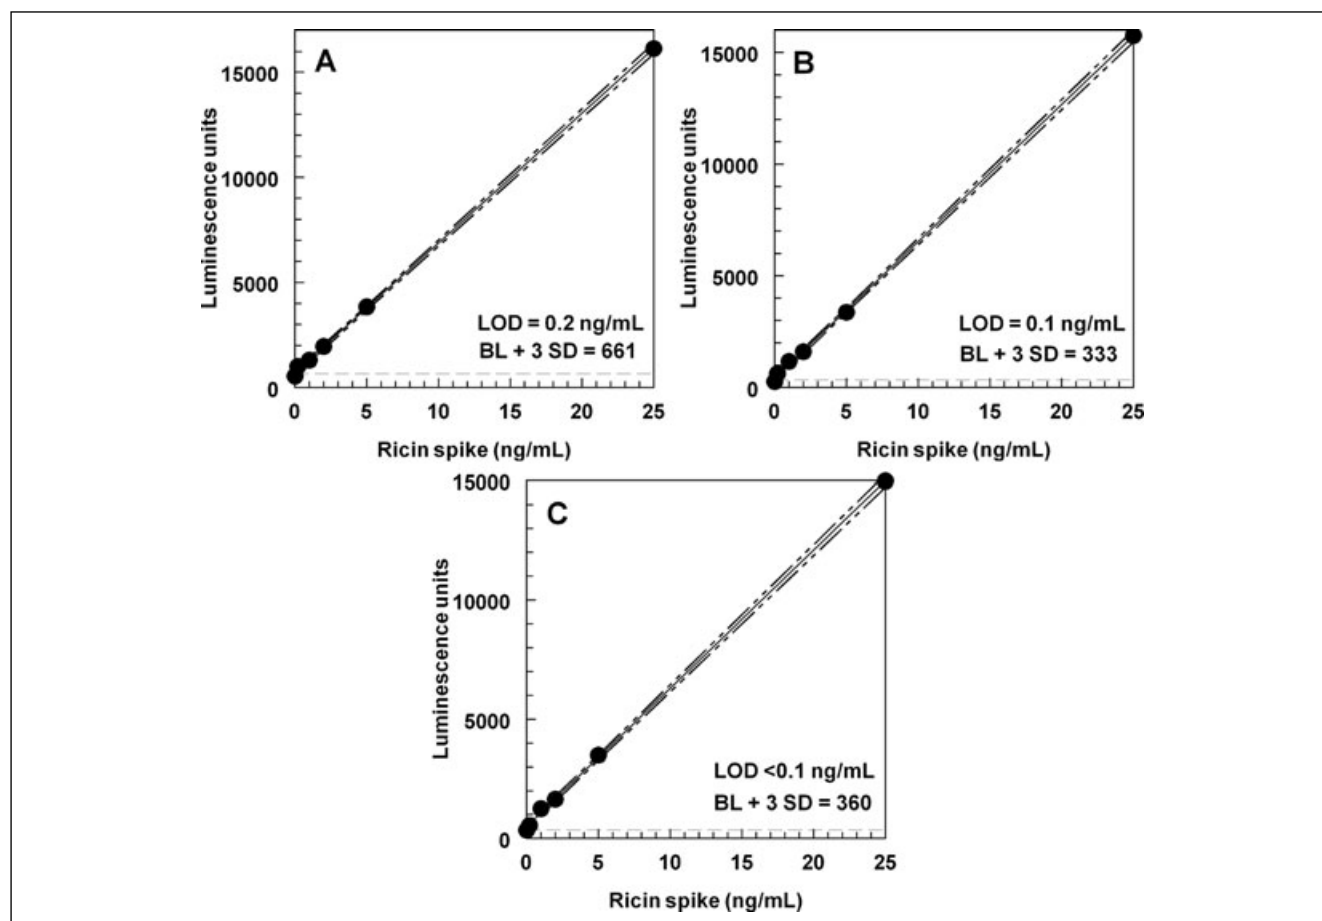 A
Luminescence units
15000
10000
5000
0
0 5 10 15 20 25
LOD = 0.2 ng/mL
BL + 3 SD = 661
Ricin spike (ng/mL)
B
Luminescence units
15000
10000
5000
0
0 5 10 15 20 25
LOD = 0.1 ng/mL
BL + 3 SD = 333
Ricin spike (ng/mL)
C
Luminescence units
15000
10000
5000
0
0 5 10 15 20 25
LOD <0.1 ng/mL
BL + 3 SD = 360
Ricin spike (ng/mL)